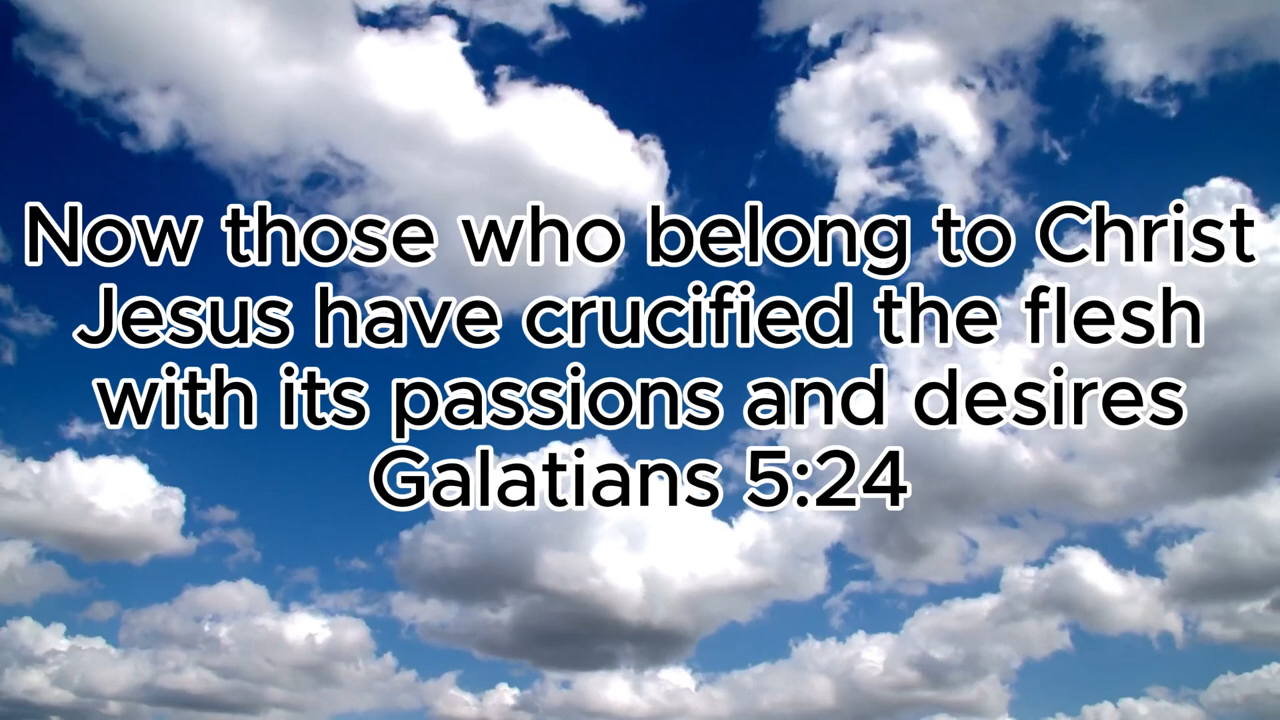 Now those who belong to Christ
Jesus have crucified the flesh
with its passions and desires
Galatians 5:24